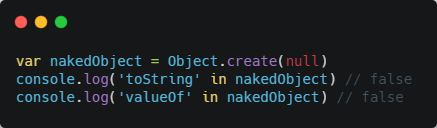 var nakedObject = Object.create(null)
console.log('toString' in nakedObject) // false
console.log('valueOf' in nakedObject) // false